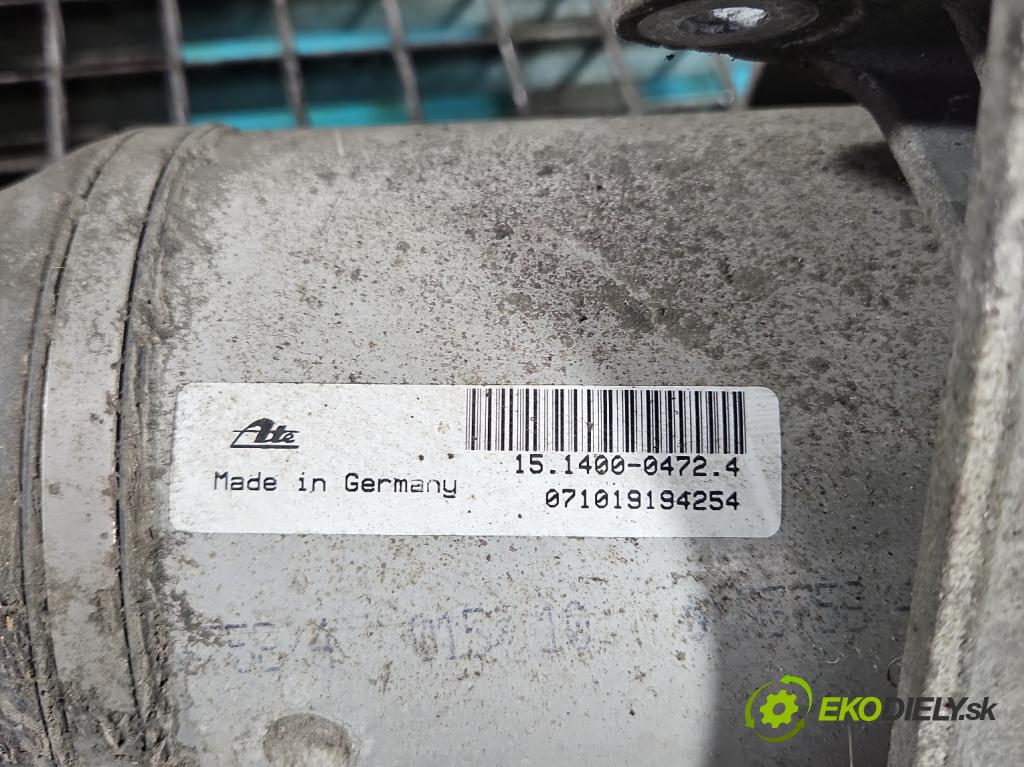 Ate
Made in Germany
15.1400-0472.4
071019194254
EKODIELY.sk